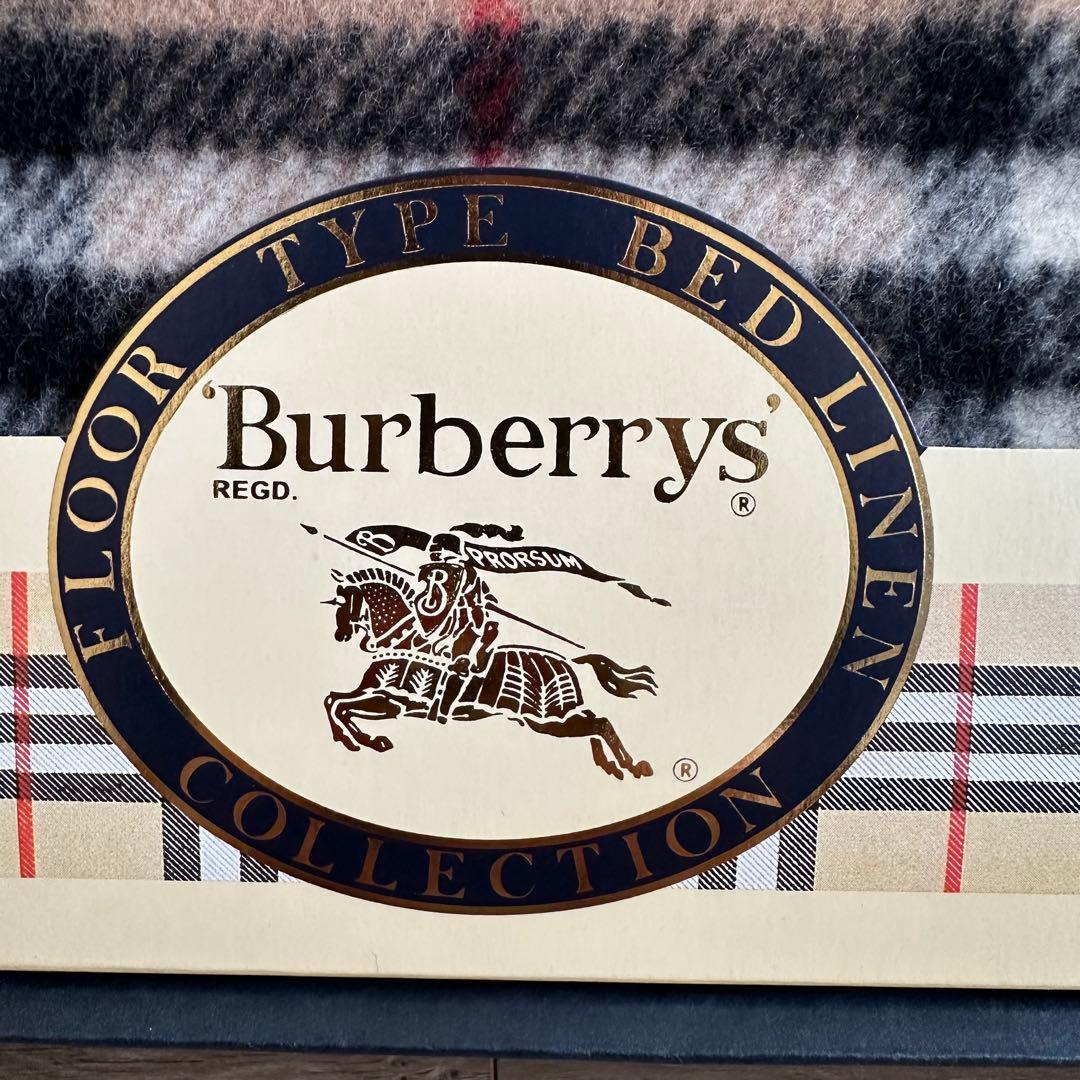 FLOOR TYPE BED LINEN
'Burberrys'
REGD.
®
PRORSUM
B
B
®
COLLECTION